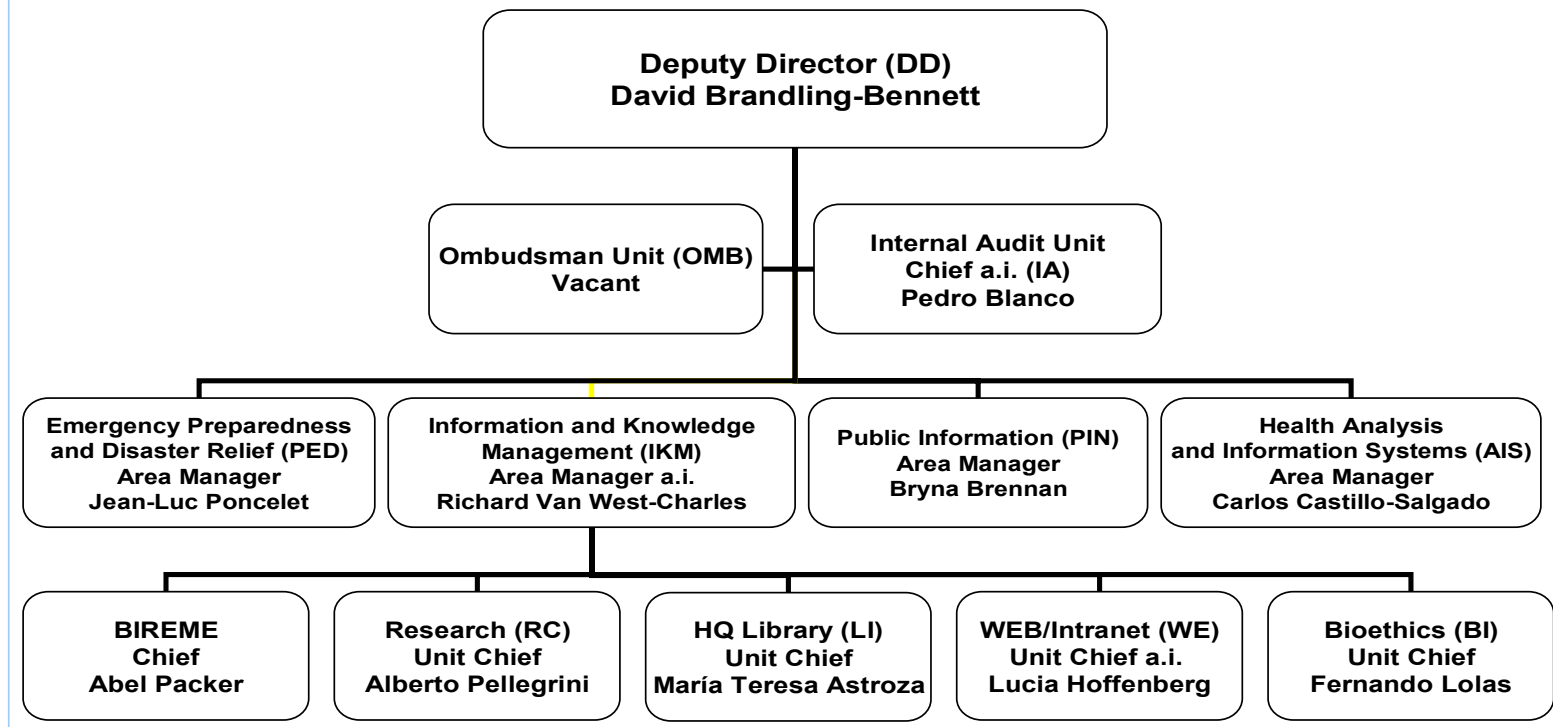 Deputy Director (DD)
David Brandling-Bennett
Ombudsman Unit (OMB)
Vacant
Internal Audit Unit
Chief a.i. (IA)
Pedro Blanco
Emergency Preparedness
and Disaster Relief (PED)
Area Manager
Jean-Luc Poncelet
Information and Knowledge
Management (IKM)
Area Manager a.i.
Richard Van West-Charles
Public Information (PIN)
Area Manager
Bryna Brennan
Health Analysis
and Information Systems (AIS)
Area Manager
Carlos Castillo-Salgado
BIREME
Chief
Abel Packer
Research (RC)
Unit Chief
Alberto Pellegrini
HQ Library (LI)
Unit Chief
María Teresa Astroza
WEB/Intranet (WE)
Unit Chief a.i.
Lucia Hoffenberg
Bioethics (BI)
Unit Chief
Fernando Lolas